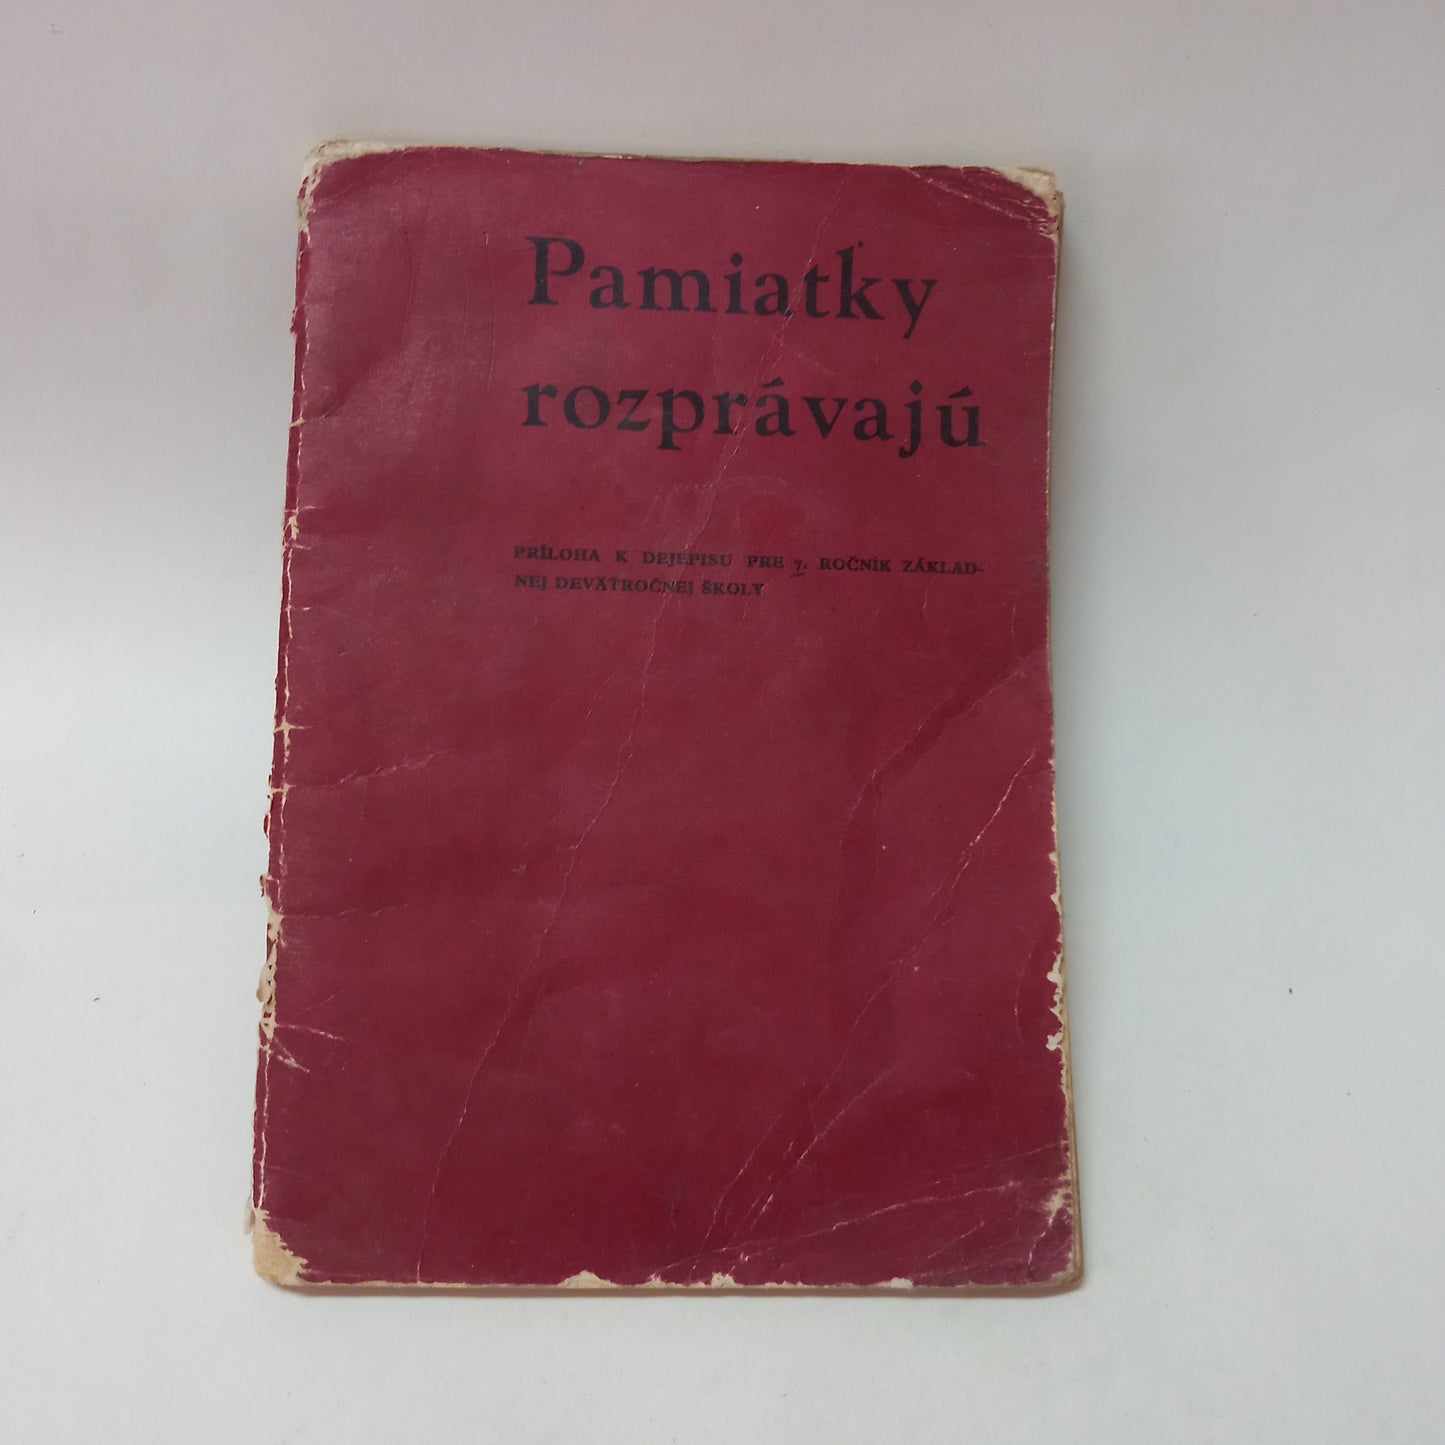 Pamiatky
rozprávajú
PRÍLOHA K DEJEPISU PRE 7. ROČNÍK ZÁKLAD-
NEJ DEVÄŤROČNEJ ŠKOLY